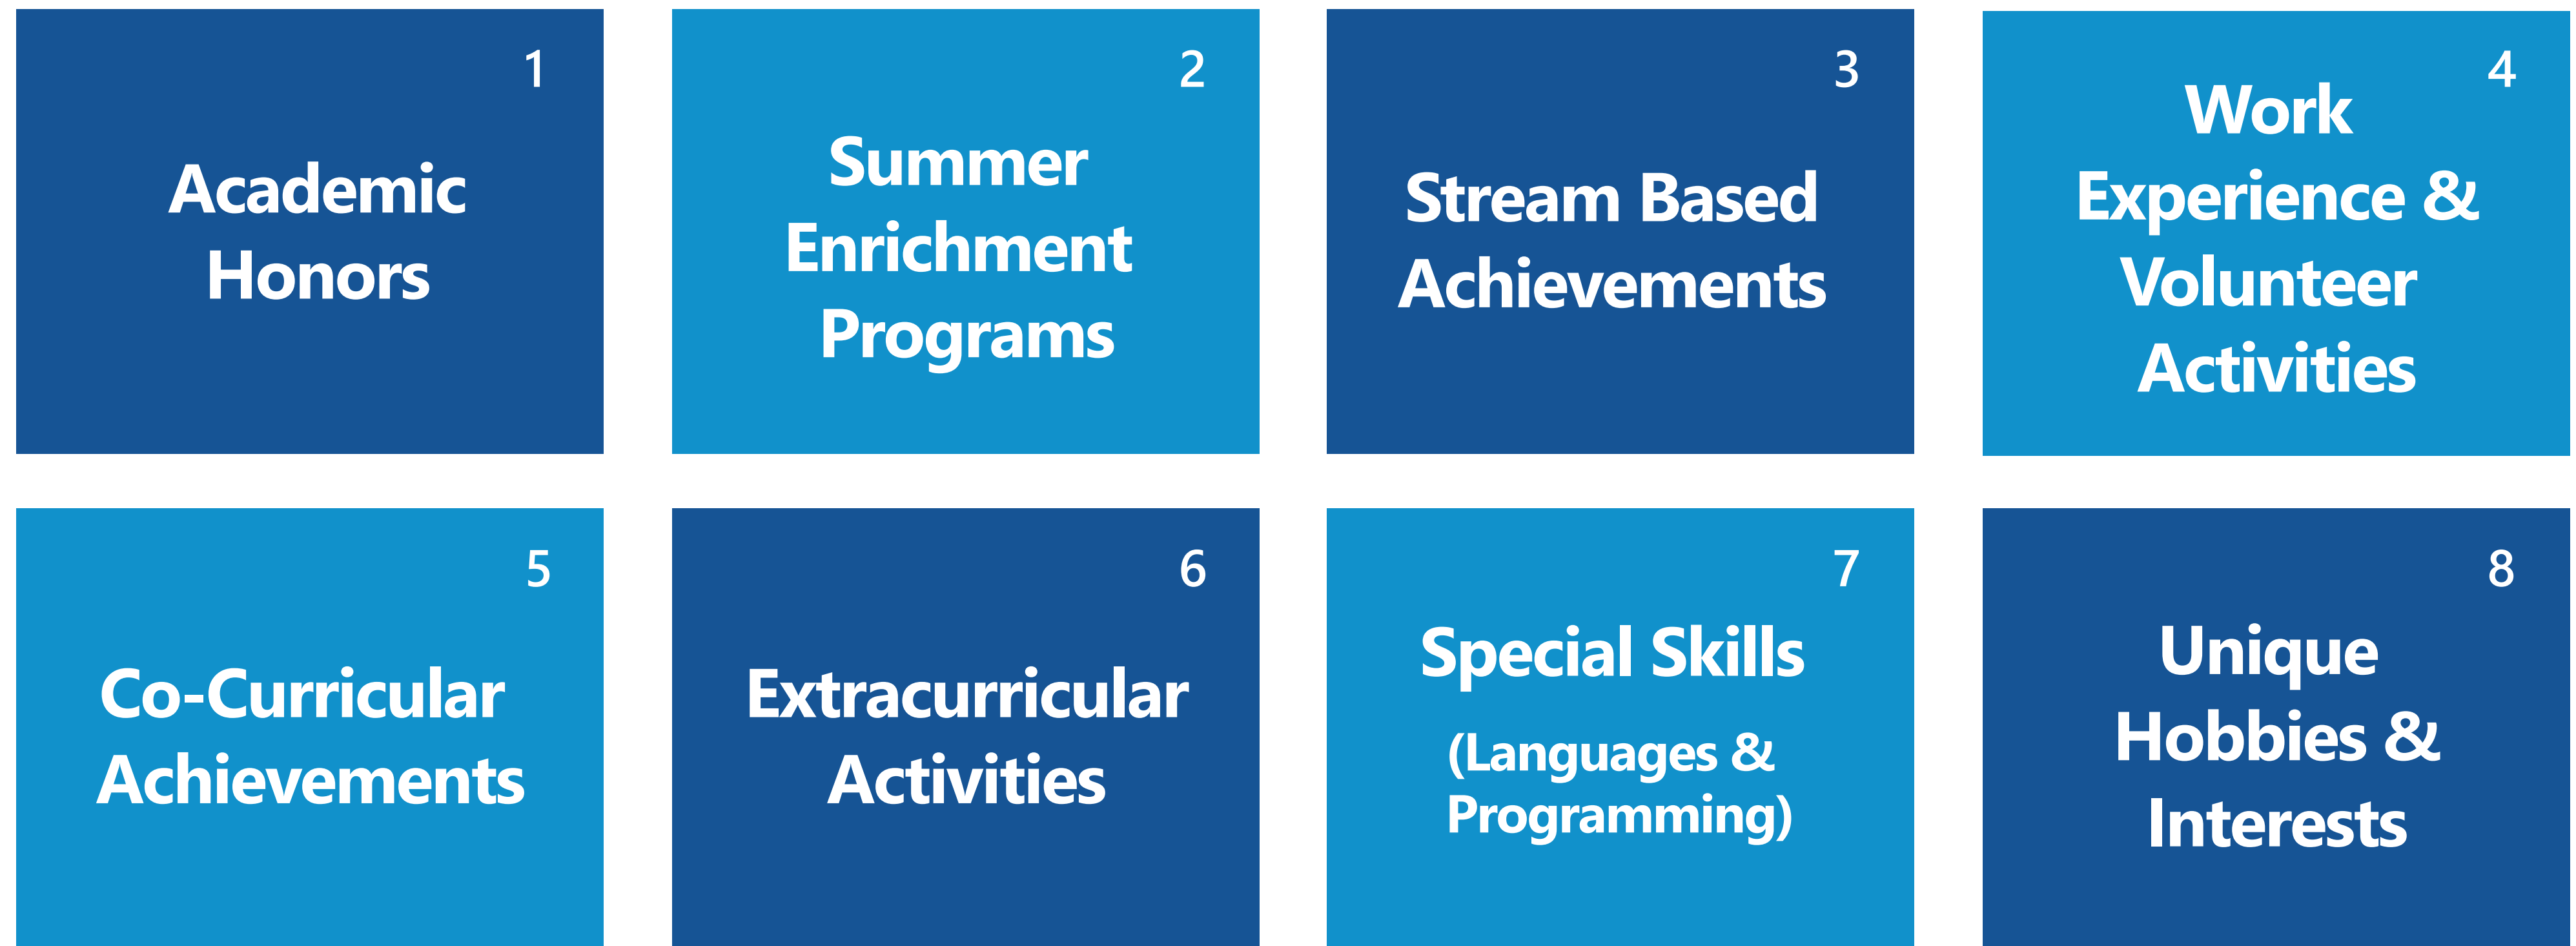 1
Academic
Honors
2
Summer
Enrichment
Programs
3
Stream Based
Achievements
4
Work
Experience &
Volunteer
Activities
5
Co-Curricular
Achievements
6
Extracurricular
Activities
7
Special Skills
(Languages &
Programming)
8
Unique
Hobbies &
Interests